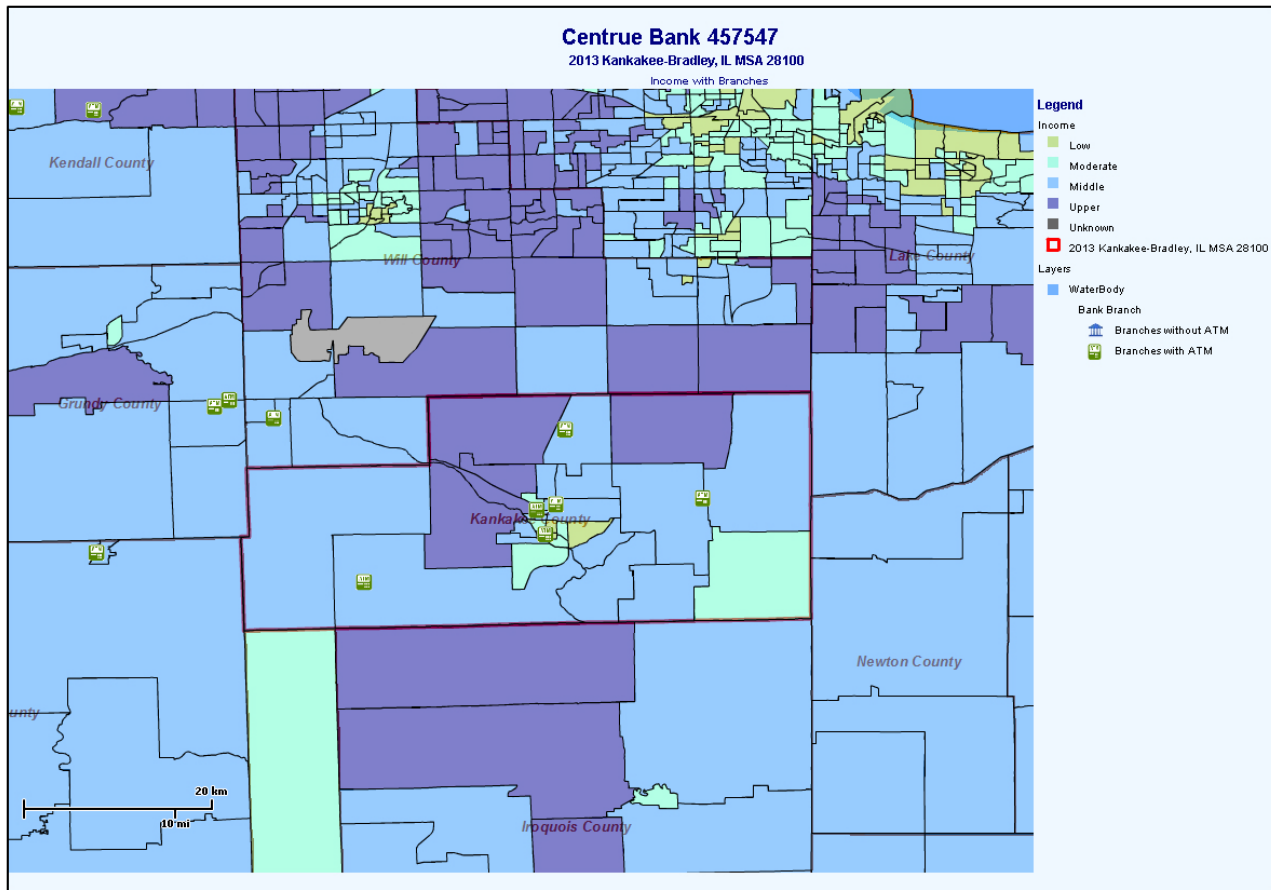 Centrue Bank 457547
2013 Kankakee-Bradley, IL MSA 28100
Income with Branches
Legend
Income
Low
Moderate
Middle
Upper
Unknown
2013 Kankakee-Bradley, IL MSA 28100
Layers
WaterBody
Bank Branch
Branches without ATM
Branches with ATM
Kendall County
Will County
Lake County
Grundy County
Kankakee County
Newton County
unty
Iroquois County
20 km
10 mi